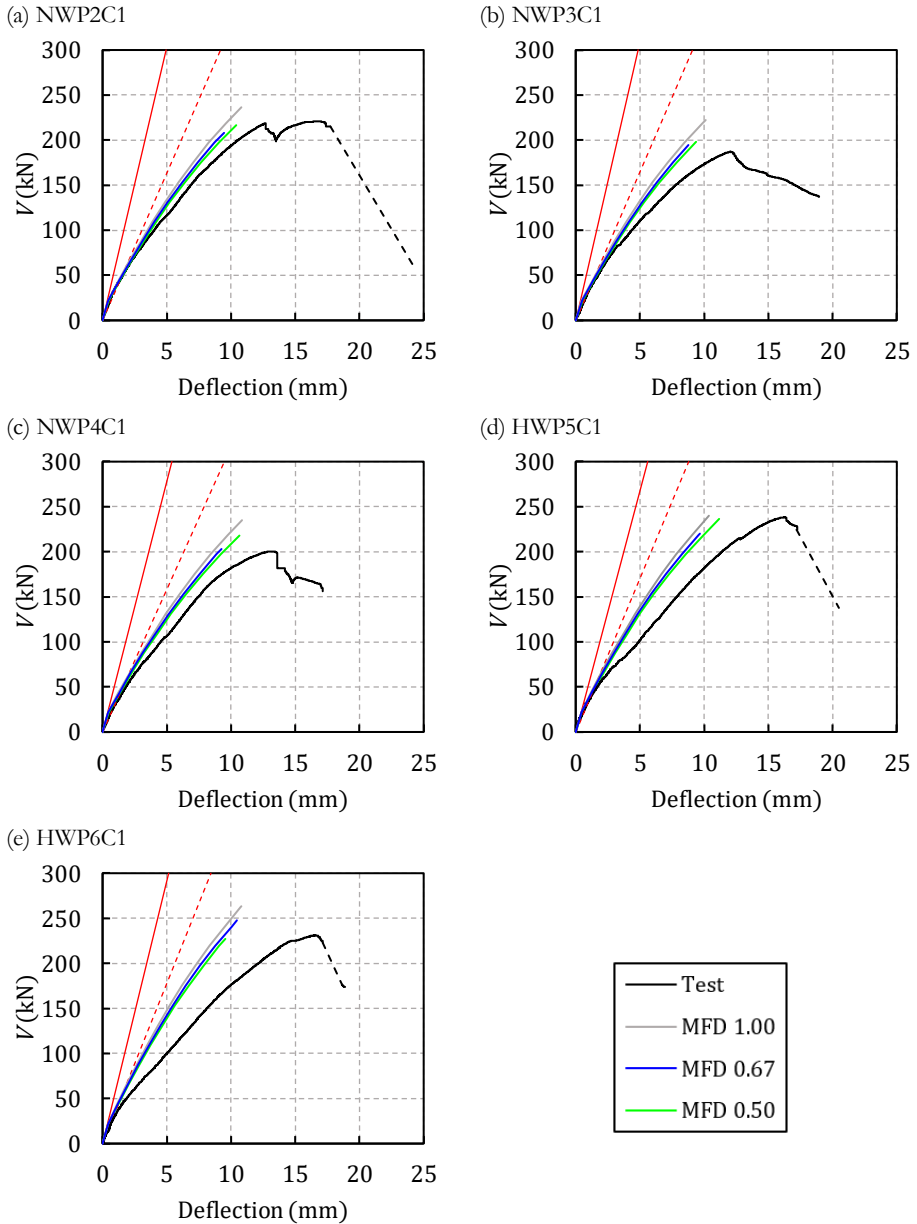 (a) NWP2C1
300
250
200
150
100
50
0
V (kN)
0 5 10 15 20 25
Deflection (mm)
(b) NWP3C1
300
250
200
150
100
50
0
V (kN)
0 5 10 15 20 25
Deflection (mm)
(c) NWP4C1
300
250
200
150
100
50
0
V (kN)
0 5 10 15 20 25
Deflection (mm)
(d) HWP5C1
300
250
200
150
100
50
0
V (kN)
0 5 10 15 20 25
Deflection (mm)
(e) HWP6C1
300
250
200
150
100
50
0
V (kN)
0 5 10 15 20 25
Deflection (mm)
Test
MFD 1.00
MFD 0.67
MFD 0.50